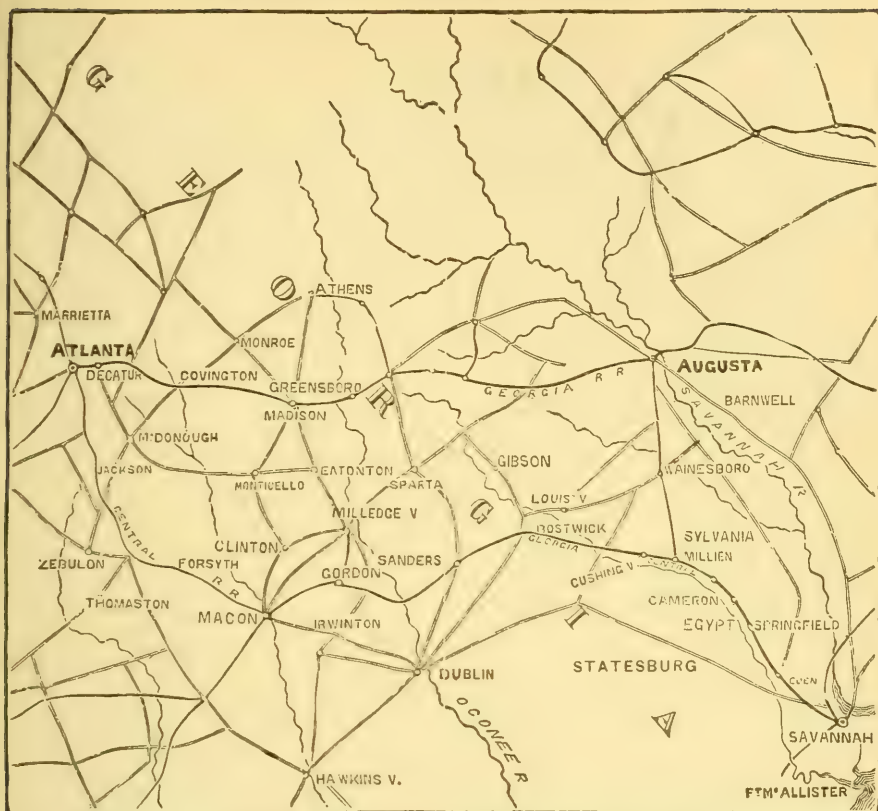 G E O R G I A
MARRIETTA
ATHENS
MONROE
ATLANTA
DECATUR
COVINGTON
GREENSBORO
MADISON
GEORGIA R R
AUGUSTA
SAVANNAH R
BARNWELL
McDONOUGH
JACKSON
MONTICELLO
EATONTON
SPARTA
GIBSON
WAINESBORO
LOUIS V
MILLEDGE V
CLINTON
SANDERS
BOSTWICK
GEORGIA CENTRAL
SYLVANIA
MILLIEN
CENTRAL R R
ZEBULON
FORSYTH
GORDON
CUSHING V
CAMERON
THOMASTON
MACON
IRWINTON
EGYPT
SPRINGFIELD
DUBLIN
STATESBURG
EDEN
OCONEE R
SAVANNAH
HAWKINS V.
FT McALLISTER